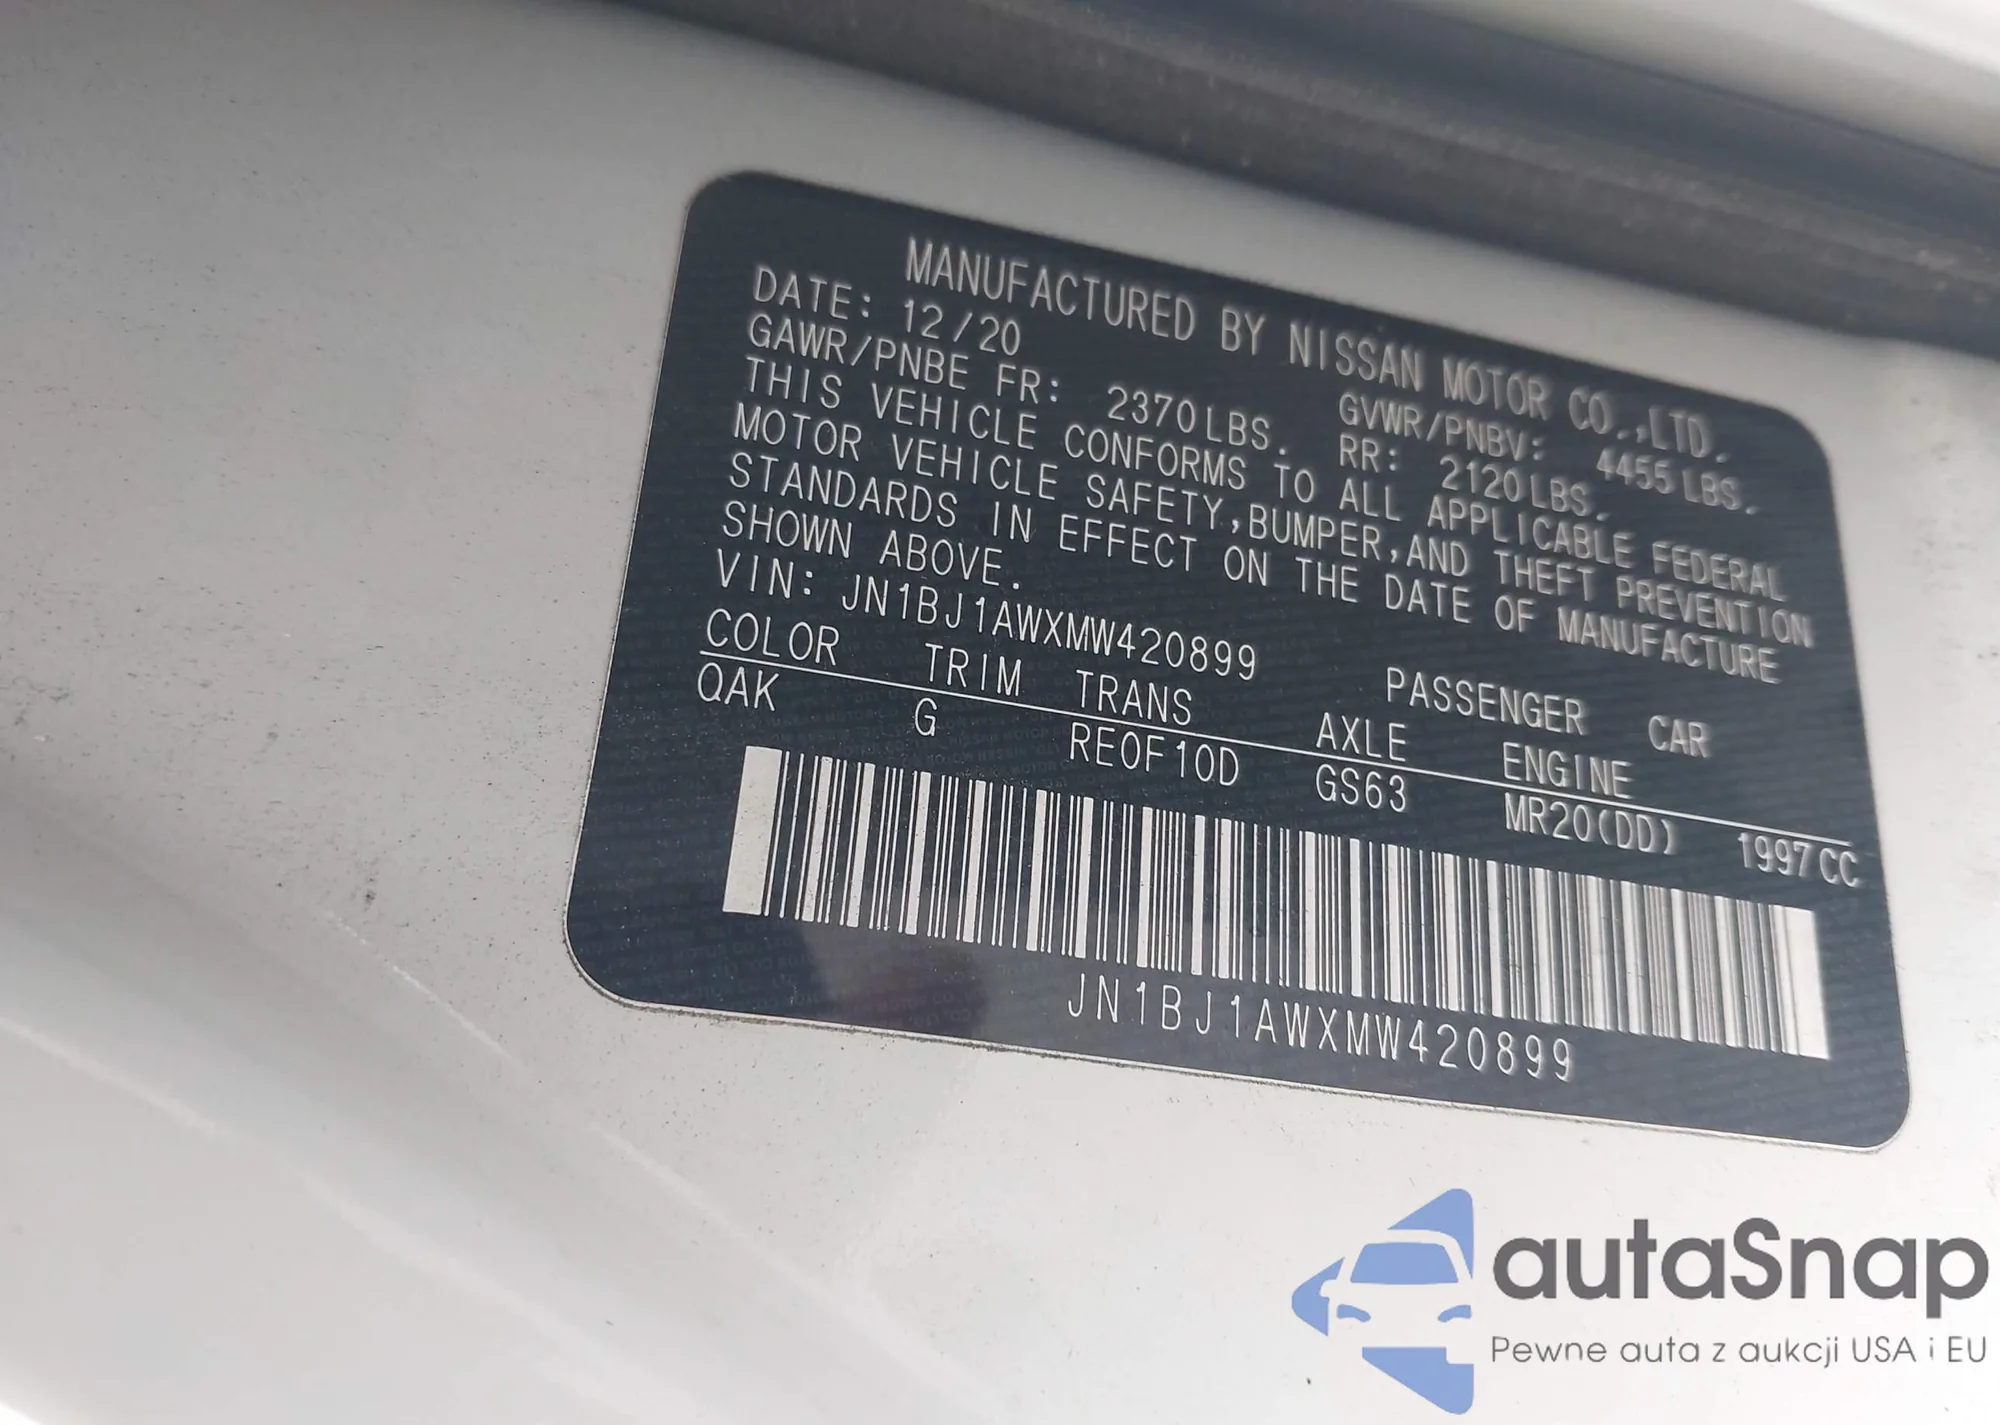 MANUFACTURED BY NISSAN MOTOR CO.,LTD.
DATE: 12/20 GVWR/PNBV: 4455LBS.
GAWR/PNBE FR: 2370LBS. RR: 2120LBS.
THIS VEHICLE CONFORMS TO ALL APPLICABLE FEDERAL
MOTOR VEHICLE SAFETY,BUMPER,AND THEFT PREVENTION
STANDARDS IN EFFECT ON THE DATE OF MANUFACTURE
SHOWN ABOVE.
VIN: JN1BJ1AWXMW420899 PASSENGER CAR
COLOR TRIM TRANS AXLE ENGINE
QAK G RE0F10D GS63 MR20(DD) 1997CC
JN1BJ1AWXMW420899
autaSnap
Pewne auta z aukcji USA i EU